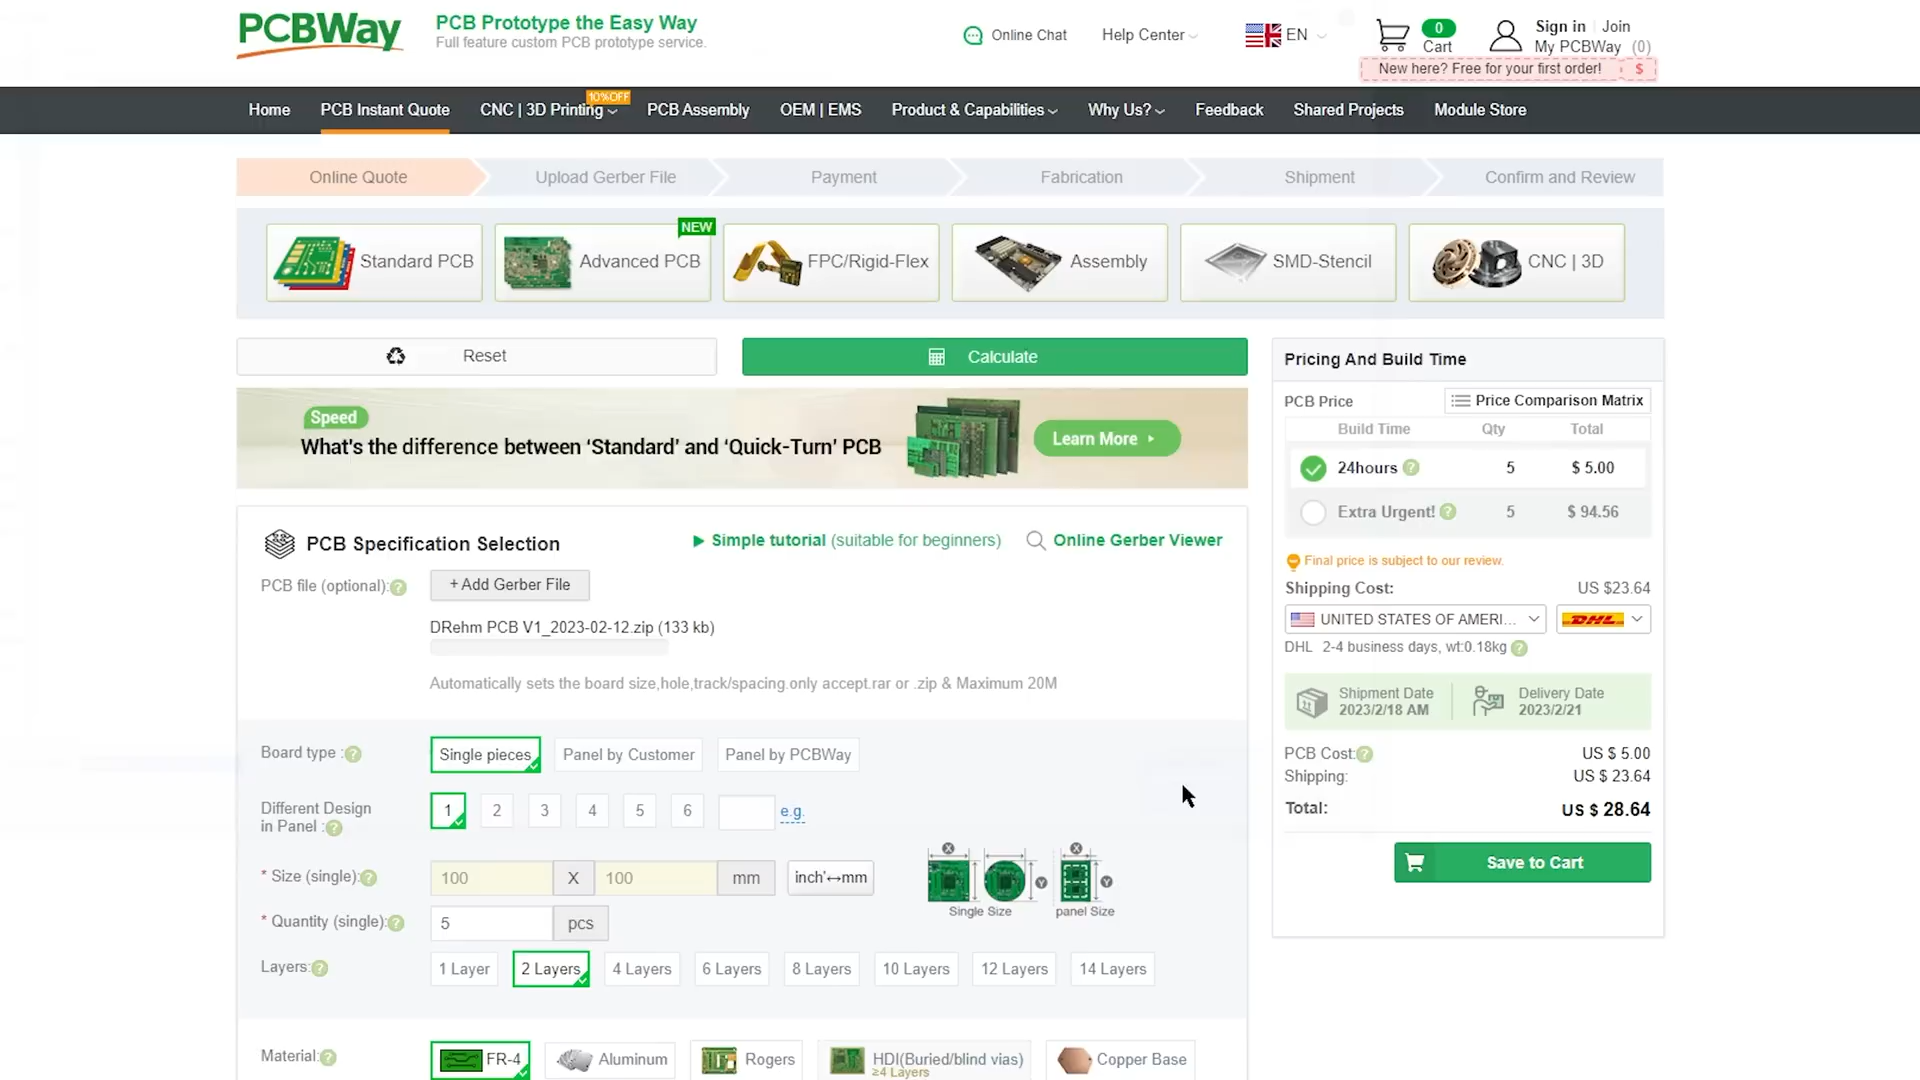 PCBWay
PCB Prototype the Easy Way
Full feature custom PCB prototype service.
Online Chat
Help Center
EN
0
Cart
Sign in
Join
My PCBWay (0)
New here? Free for your first order! $
Home
PCB Instant Quote
CNC | 3D Printing
10%OFF
PCB Assembly
OEM | EMS
Product & Capabilities
Why Us?
Feedback
Shared Projects
Module Store
Online Quote
Upload Gerber File
Payment
Fabrication
Shipment
Confirm and Review
Standard PCB
NEW
Advanced PCB
FPC/Rigid-Flex
Assembly
SMD-Stencil
CNC | 3D
Reset
Calculate
Speed
What's the difference between ‘Standard’ and ‘Quick-Turn’ PCB
Learn More
PCB Specification Selection
Simple tutorial (suitable for beginners)
Online Gerber Viewer
PCB file (optional):?
+ Add Gerber File
DRehm PCB V1_2023-02-12.zip (133 kb)
Automatically sets the board size,hole,track/spacing.only accept.rar or .zip & Maximum 20M
Board type :?
Single pieces
Panel by Customer
Panel by PCBWay
Different Design
in Panel :?
1
2
3
4
5
6
e.g.
* Size (single):?
100
X
100
mm
inch'↔mm
X
X
Y
Y
Single Size
panel Size
* Quantity (single):?
5
pcs
Layers:?
1 Layer
2 Layers
4 Layers
6 Layers
8 Layers
10 Layers
12 Layers
14 Layers
Material:?
FR-4
Aluminum
Rogers
HDI(Buried/blind vias)
≥4 Layers
Copper Base
Pricing And Build Time
PCB Price
Price Comparison Matrix
Build Time
Qty
Total
24hours ?
5
$ 5.00
Extra Urgent! ?
5
$ 94.56
Final price is subject to our review.
Shipping Cost:
US $23.64
UNITED STATES OF AMERI...
DHL
DHL 2-4 business days, wt:0.18kg ?
Shipment Date
2023/2/18 AM
Delivery Date
2023/2/21
PCB Cost:?
US $ 5.00
Shipping:
US $ 23.64
Total:
US $ 28.64
Save to Cart